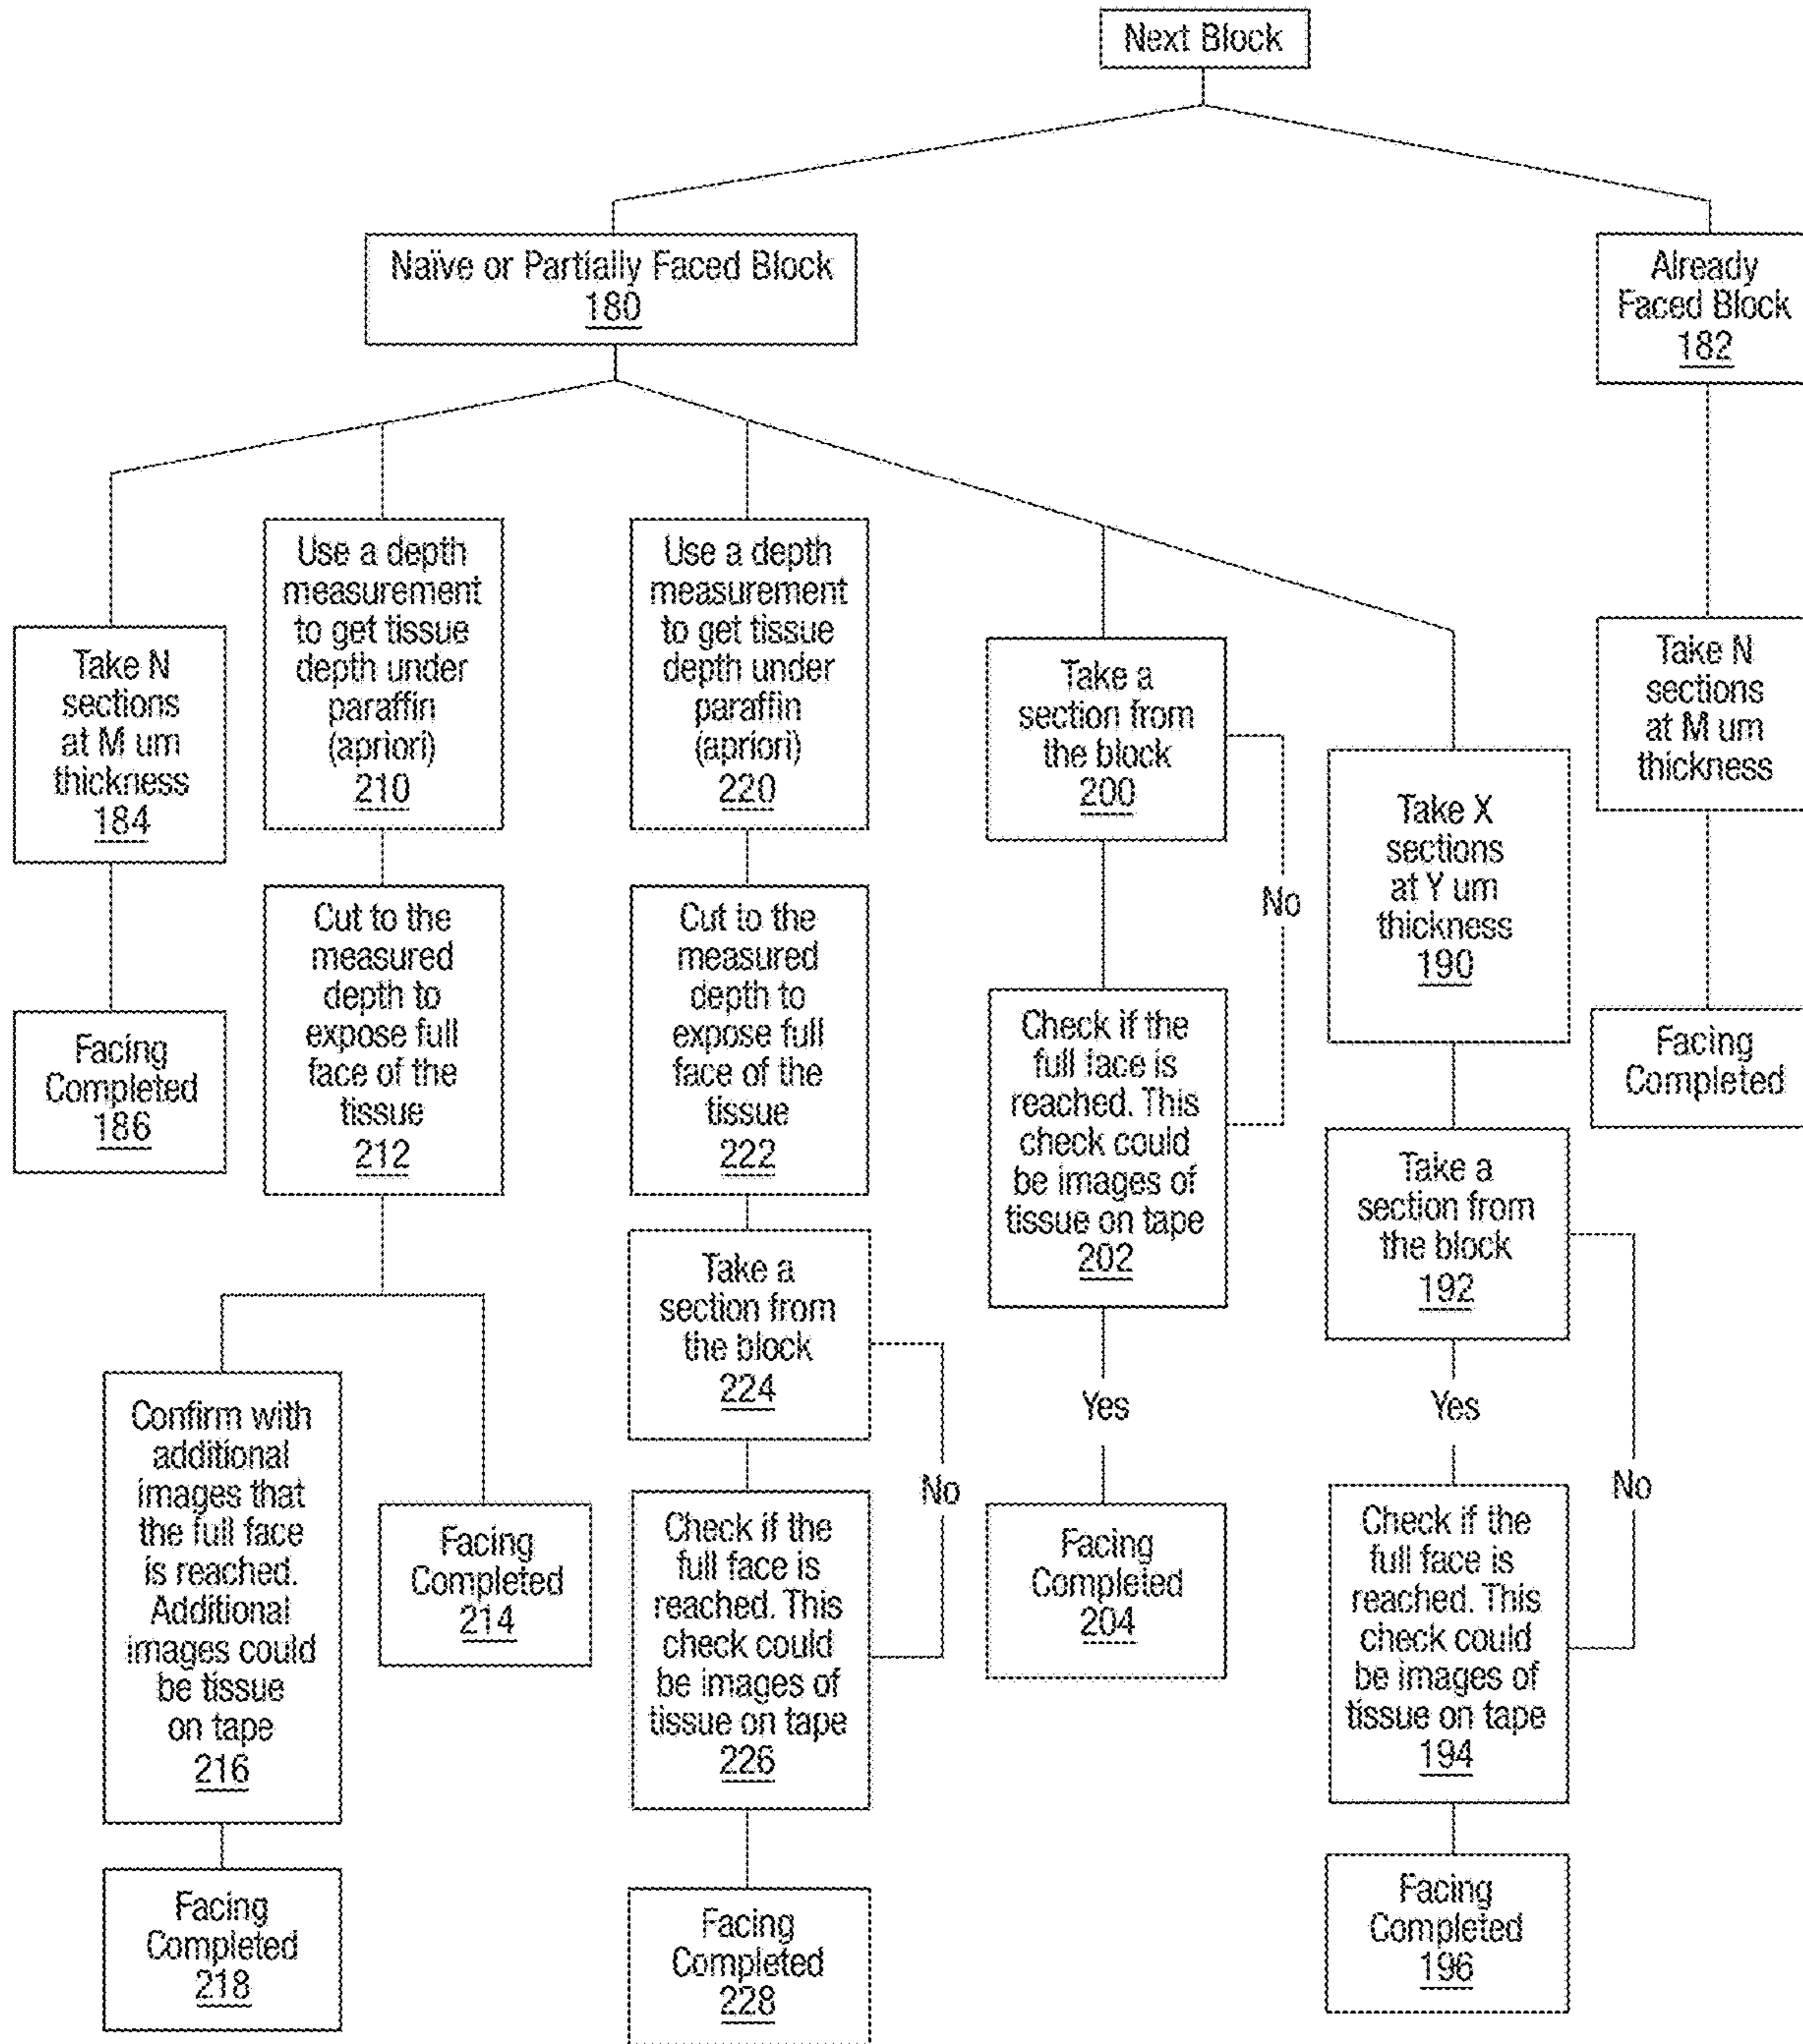 Next Block
Naïve or Partially Faced Block
180
Already
Faced Block
182
Take N
sections
at M um
thickness
184
Facing
Completed
186
Use a depth
measurement
to get tissue
depth under
paraffin
(apriori)
210
Cut to the
measured
depth to
expose full
face of the
tissue
212
Confirm with
additional
images that
the full face
is reached.
Additional
images could
be tissue
on tape
216
Facing
Completed
218
Facing
Completed
214
Use a depth
measurement
to get tissue
depth under
paraffin
(apriori)
220
Cut to the
measured
depth to
expose full
face of the
tissue
222
Take a
section from
the block
224
No
Check if the
full face is
reached. This
check could
be images of
tissue on tape
226
Facing
Completed
228
Take a
section from
the block
200
No
Check if the
full face is
reached. This
check could
be images of
tissue on tape
202
Yes
Facing
Completed
204
Take X
sections
at Y um
thickness
190
Take a
section from
the block
192
Yes
No
Check if the
full face is
reached. This
check could
be images of
tissue on tape
194
Facing
Completed
196
Take N
sections
at M um
thickness
Facing
Completed